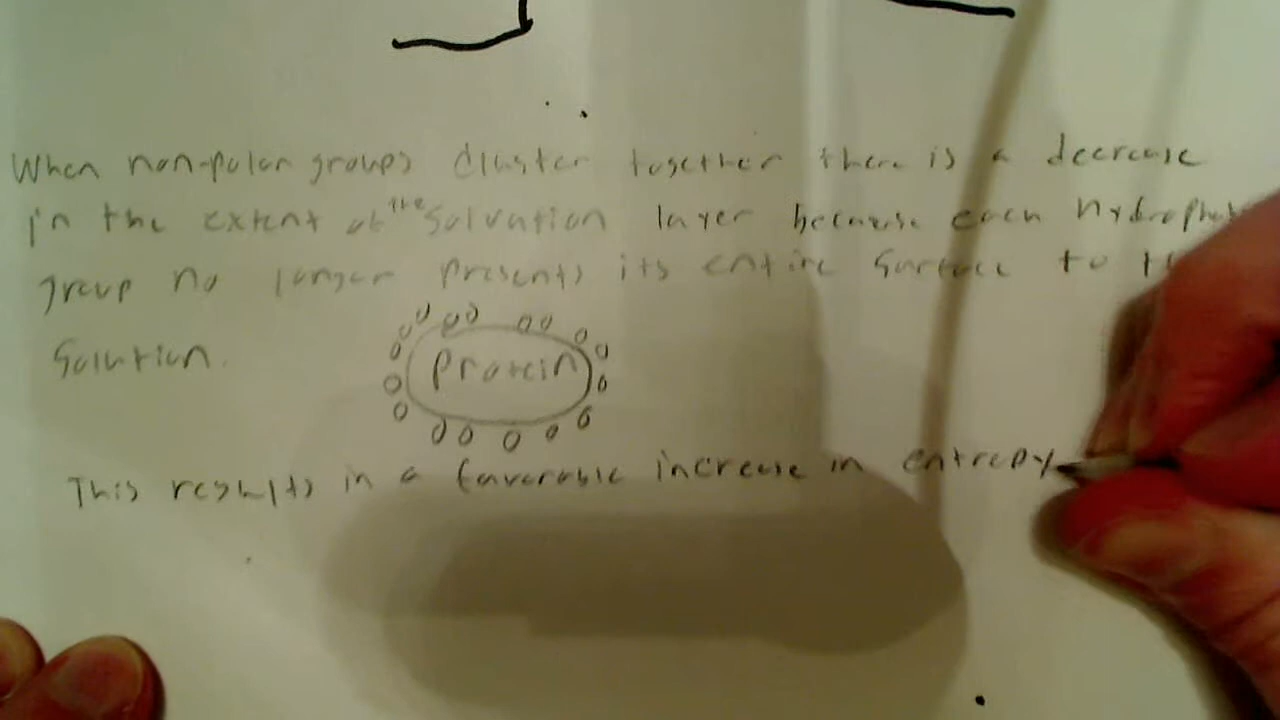 When non-polar groups cluster together there is a decrease
in the extent of the solvation layer because each
group no longer presents its entire surface to
solution.
protein
This results in a favorable increase in entropy